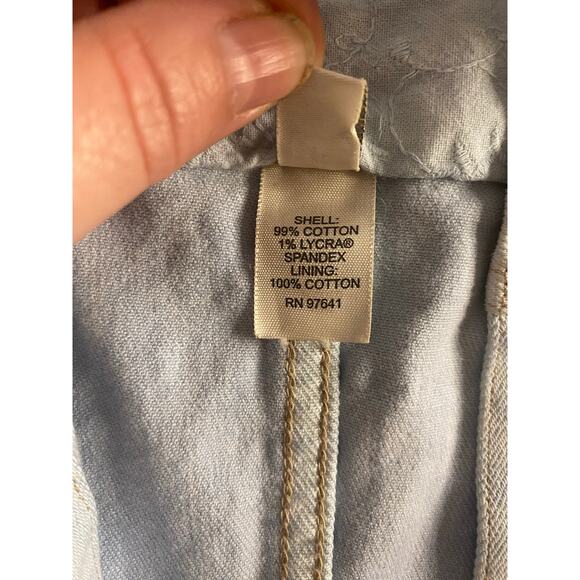 SHELL:
99% COTTON
1% LYCRA®
SPANDEX
LINING:
100% COTTON
RN 97641